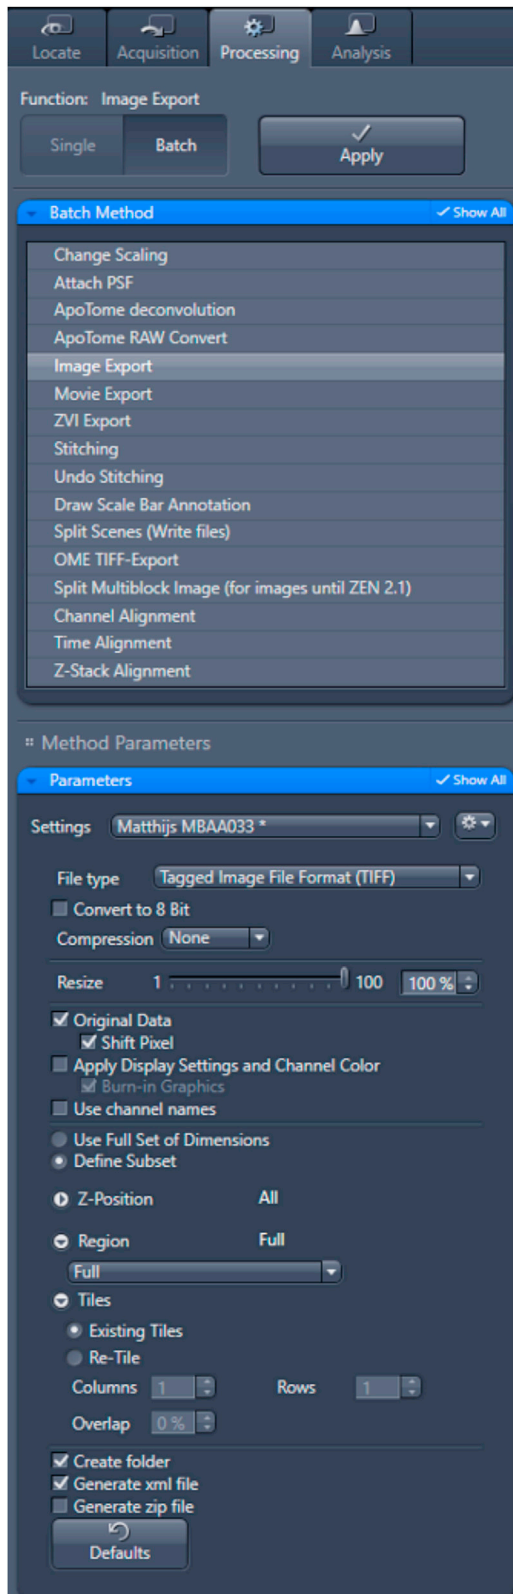 Locate Acquisition Processing Analysis
Function: Image Export
Single Batch Apply
Batch Method Show All
Change Scaling
Attach PSF
ApoTome deconvolution
ApoTome RAW Convert
Image Export
Movie Export
ZVI Export
Stitching
Undo Stitching
Draw Scale Bar Annotation
Split Scenes (Write files)
OME TIFF-Export
Split Multiblock Image (for images until ZEN 2.1)
Channel Alignment
Time Alignment
Z-Stack Alignment
Method Parameters
Parameters Show All
Settings Matthijs MBAA033 *
File type Tagged Image File Format (TIFF)
Convert to 8 Bit
Compression None
Resize 1 100 100 %
Original Data
Shift Pixel
Apply Display Settings and Channel Color
Burn-in Graphics
Use channel names
Use Full Set of Dimensions
Define Subset
Z-Position All
Region Full
Full
Tiles
Existing Tiles
Re-Tile
Columns 1 Rows 1
Overlap 0 %
Create folder
Generate xml file
Generate zip file
Defaults